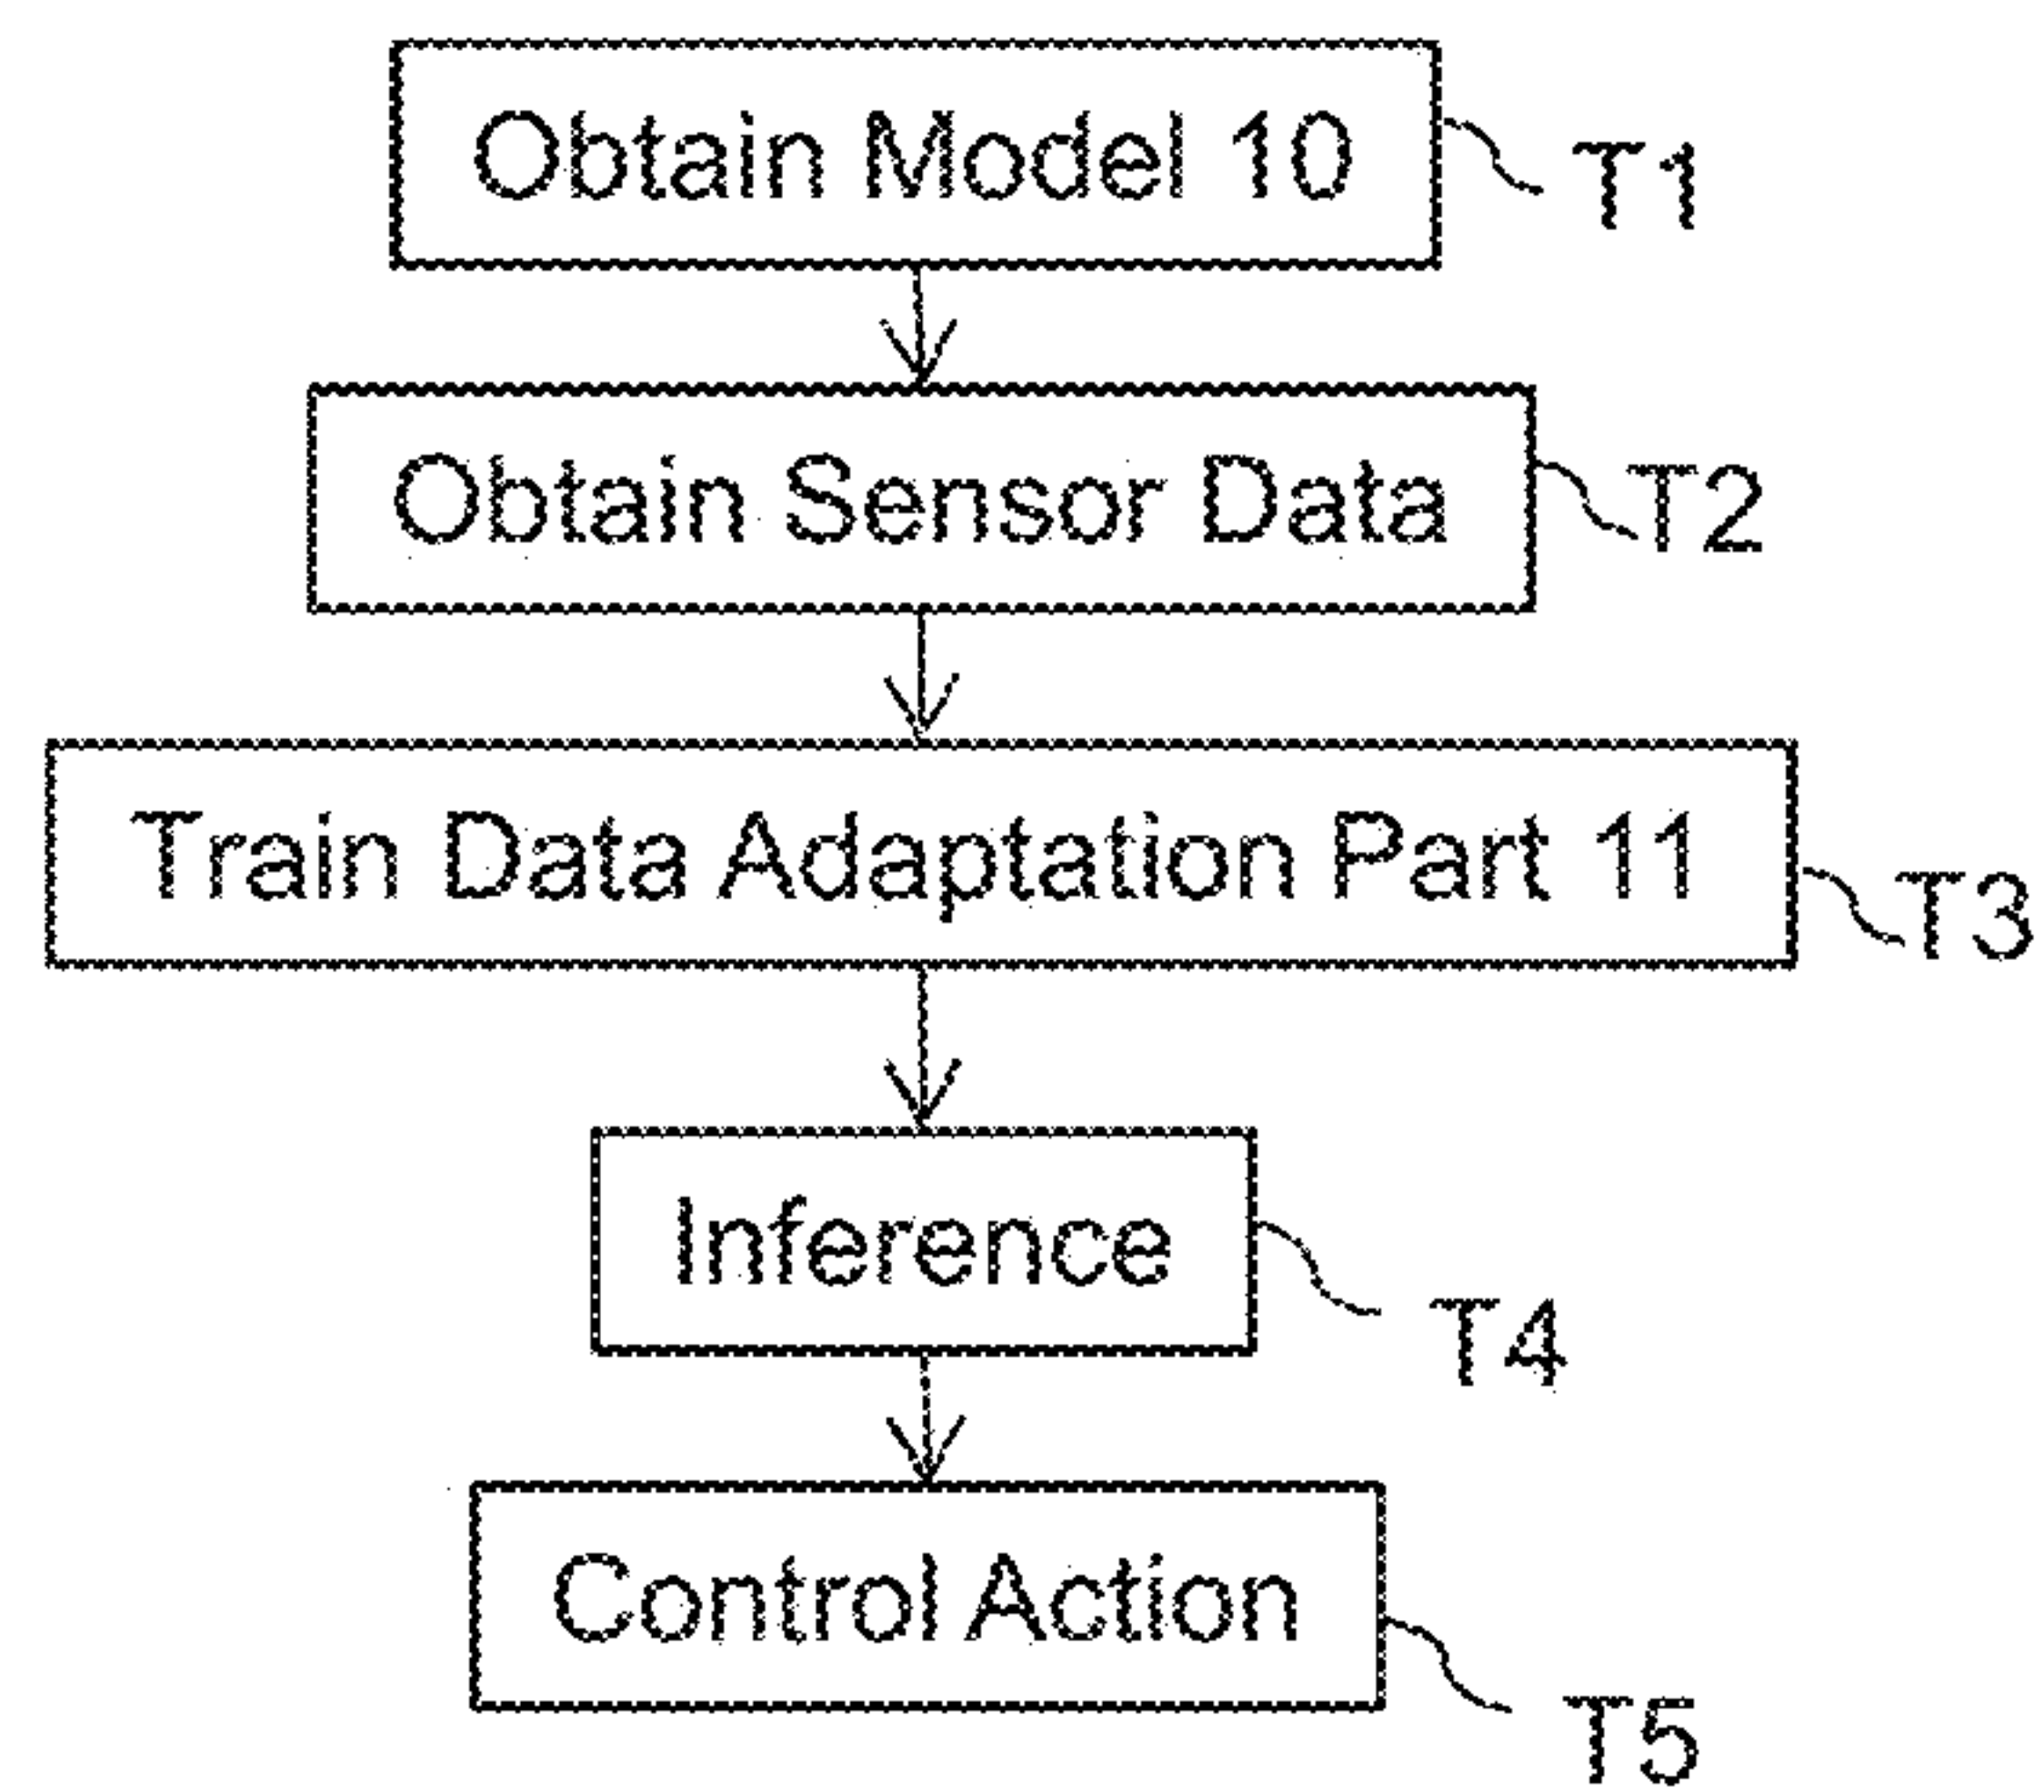 Obtain Model 10
T1
Obtain Sensor Data
T2
Train Data Adaptation Part 11
T3
Inference
T4
Control Action
T5